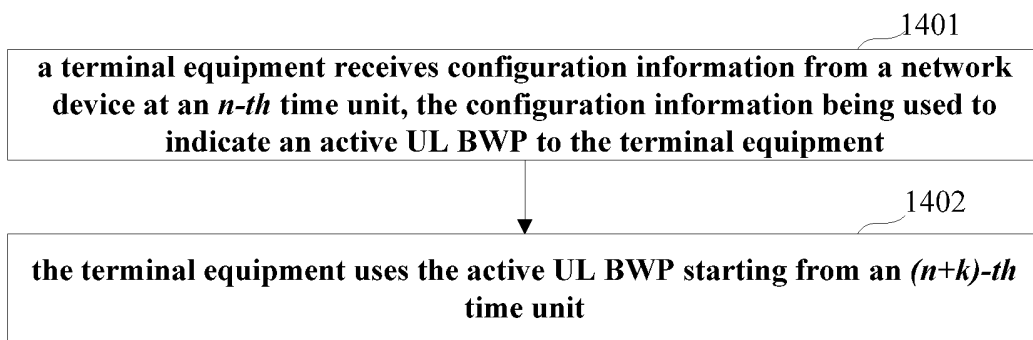 1401
a terminal equipment receives configuration information from a network
device at an n-th time unit, the configuration information being used to
indicate an active UL BWP to the terminal equipment
1402
the terminal equipment uses the active UL BWP starting from an (n+k)-th
time unit